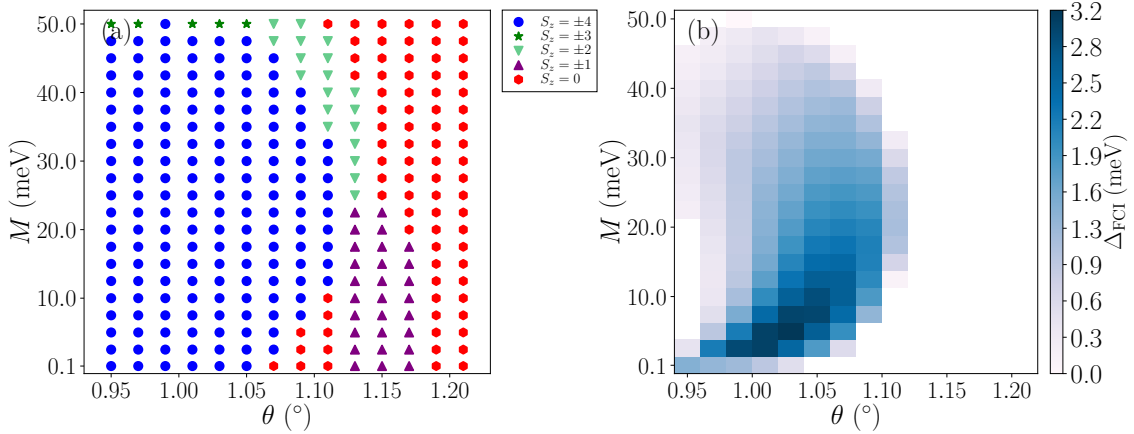 (a)
50.0
40.0
30.0
20.0
10.0
0.1
M (meV)
0.95
1.00
1.05
1.10
1.15
1.20
θ (°)
S_z = ±4
S_z = ±3
S_z = ±2
S_z = ±1
S_z = 0
(b)
50.0
40.0
30.0
20.0
10.0
0.1
M (meV)
0.95
1.00
1.05
1.10
1.15
1.20
θ (°)
3.2
2.9
2.6
2.2
1.9
1.6
1.3
0.9
0.6
0.3
0.0
Δ_FCI (meV)